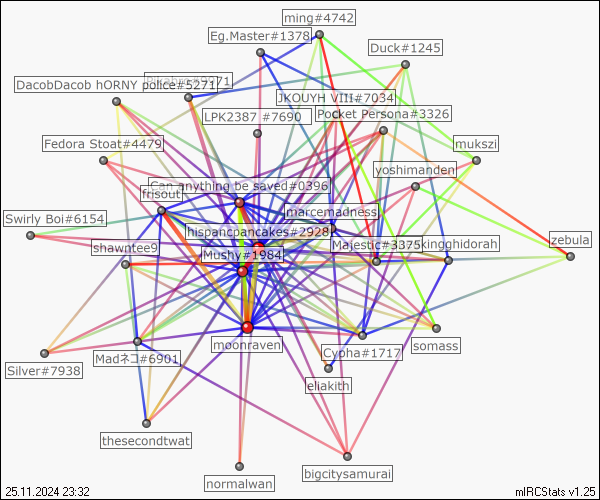 ming#4742
Eg.Master#1378
Duck#1245
DacobDacob hORNY police#5271
JKOUYH VIII#7034
LPK2387 #7690
Pocket Persona#3326
Fedora Stoat#4479
mukszi
yoshimanden
Can anything be saved#0396
frisout
marcemadness
Swirly Boi#6154
hispancpancakes#2928
zebula
shawntee9
Mushy#1984
Majestic#3375
kingghidorah
moonraven
somass
Madネコ#6901
Cypha#1717
Silver#7938
eliakith
thesecondtwat
normalwan
bigcitysamurai
25.11.2024 23:32
mIRCStats v1.25